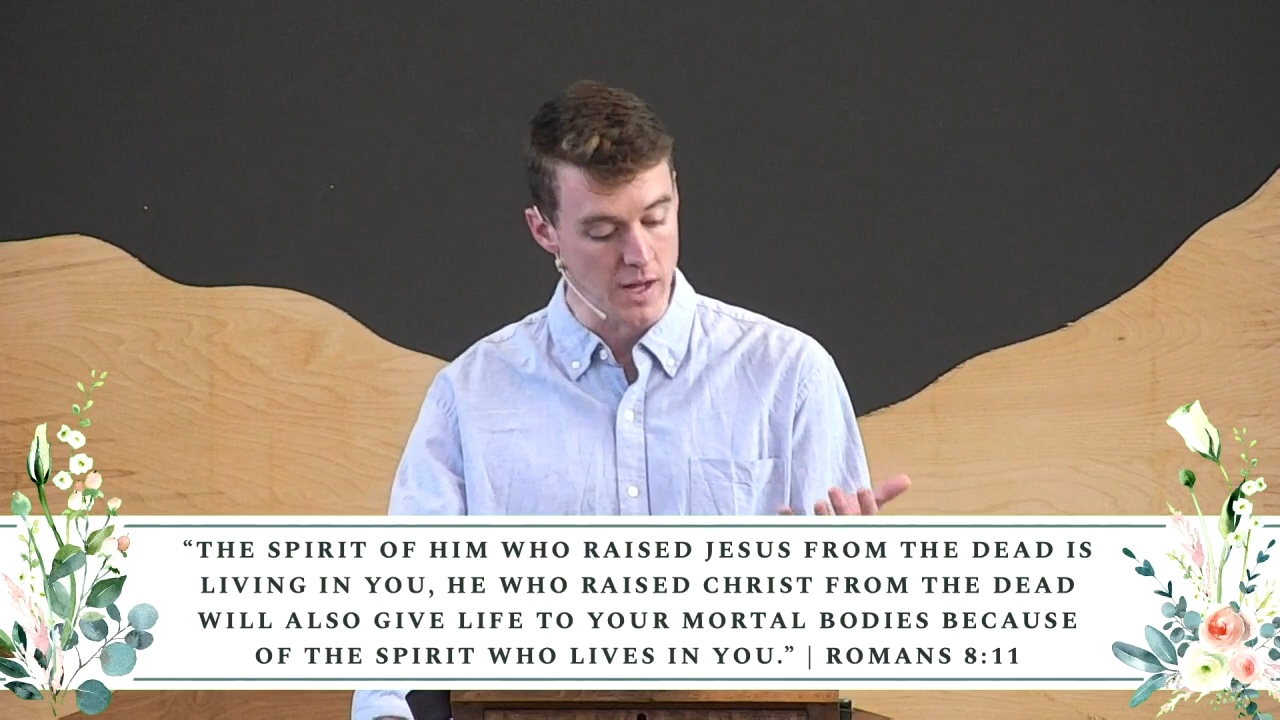 “THE SPIRIT OF HIM WHO RAISED JESUS FROM THE DEAD IS
LIVING IN YOU, HE WHO RAISED CHRIST FROM THE DEAD
WILL ALSO GIVE LIFE TO YOUR MORTAL BODIES BECAUSE
OF THE SPIRIT WHO LIVES IN YOU.” | ROMANS 8:11